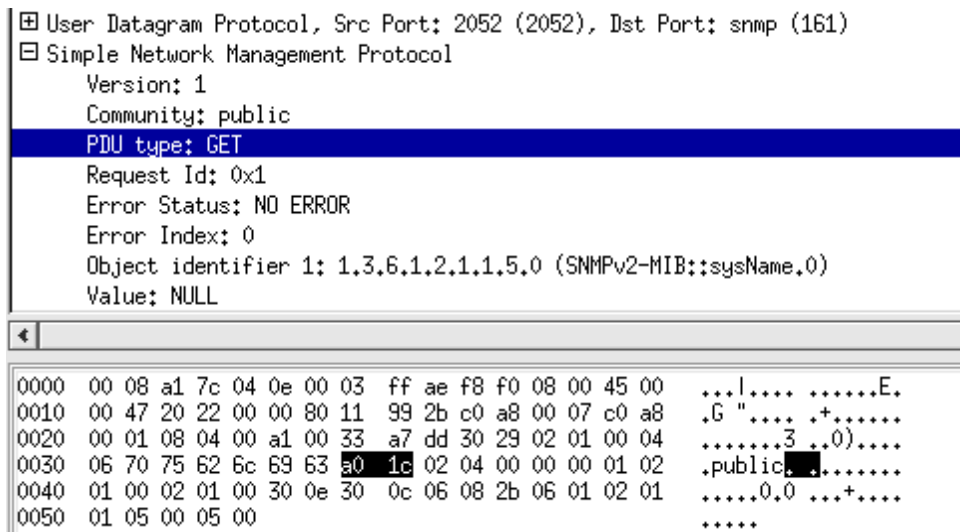 User Datagram Protocol, Src Port: 2052 (2052), Dst Port: snmp (161)
Simple Network Management Protocol
Version: 1
Community: public
PDU type: GET
Request Id: 0x1
Error Status: NO ERROR
Error Index: 0
Object identifier 1: 1.3.6.1.2.1.1.5.0 (SNMPv2-MIB::sysName.0)
Value: NULL
0000 00 08 a1 7c 04 0e 00 03 ff ae f8 f0 08 00 45 00 ...|.... ......E.
0010 00 47 20 22 00 00 80 11 99 2b c0 a8 00 07 c0 a8 .G ".... .+......
0020 00 01 08 04 00 a1 00 33 a7 dd 30 29 02 01 00 04 .......3 ..0)....
0030 06 70 75 62 6c 69 63 a0 1c 02 04 00 00 00 01 02 .public. ........
0040 01 00 02 01 00 30 0e 30 0c 06 08 2b 06 01 02 01 .....0.0 ...+....
0050 01 05 00 05 00 .....